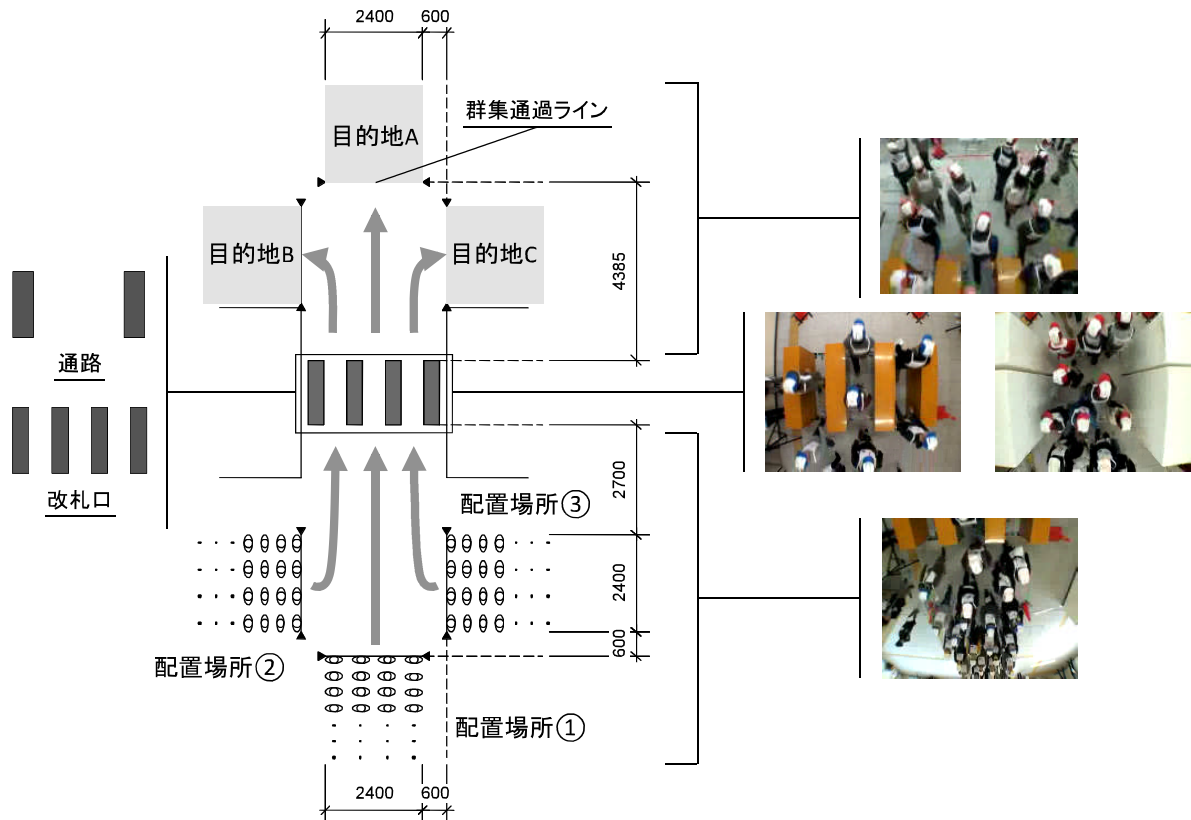 2400
600
群集通過ライン
目的地A
目的地B
目的地C
4385
通路
改札口
2700
配置場所③
2400
600
配置場所②
配置場所①
2400
600